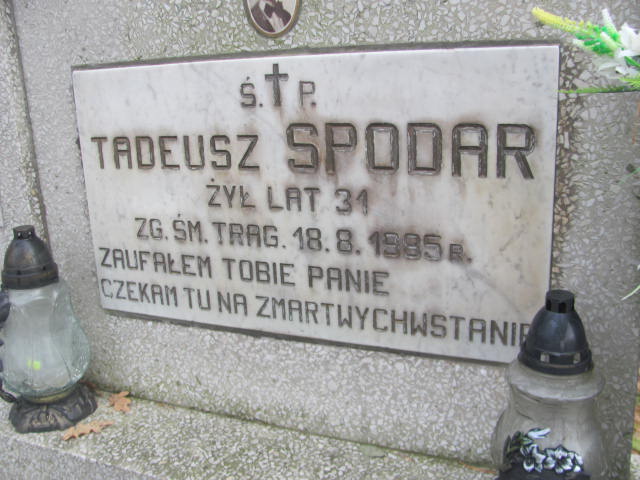 Ś.✝P.
TADEUSZ SPODAR
ŻYŁ LAT 31
ZG. ŚM. TRAG. 18.8.1995 R.
ZAUFAŁEM TOBIE PANIE
CZEKAM TU NA ZMARTWYCHWSTANIE